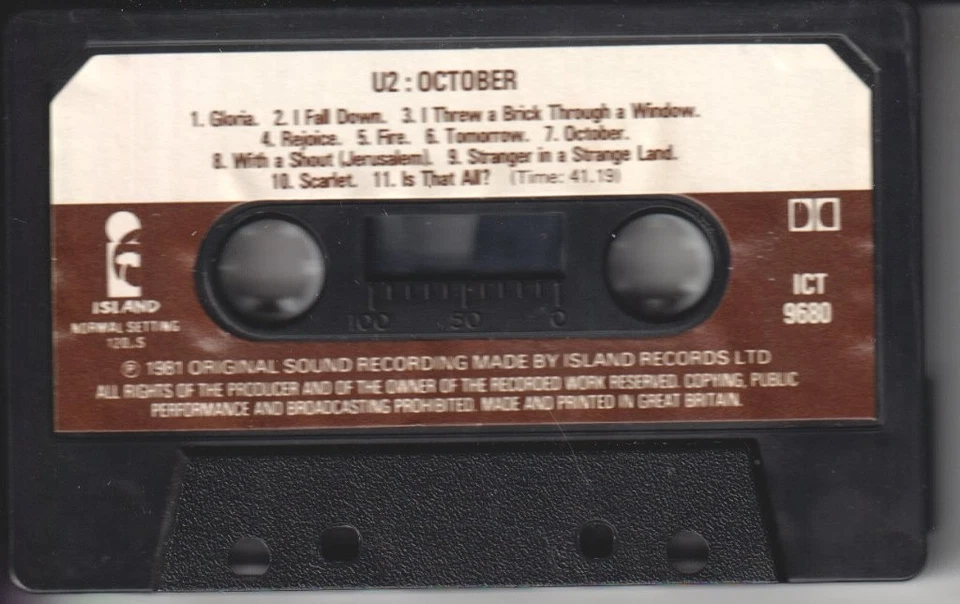 U2 : OCTOBER
1. Gloria. 2. I Fall Down. 3. I Threw a Brick Through a Window.
4. Rejoice. 5. Fire. 6. Tomorrow. 7. October.
8. With a Shout (Jerusalem). 9. Stranger in a Strange Land.
10. Scarlet. 11. Is That All? (Time: 41.19)
ISLAND
NORMAL SETTING
120µS
100 50 0
ICT
9680
℗ 1981 ORIGINAL SOUND RECORDING MADE BY ISLAND RECORDS LTD
ALL RIGHTS OF THE PRODUCER AND OF THE OWNER OF THE RECORDED WORK RESERVED. COPYING, PUBLIC
PERFORMANCE AND BROADCASTING PROHIBITED. MADE AND PRINTED IN GREAT BRITAIN.